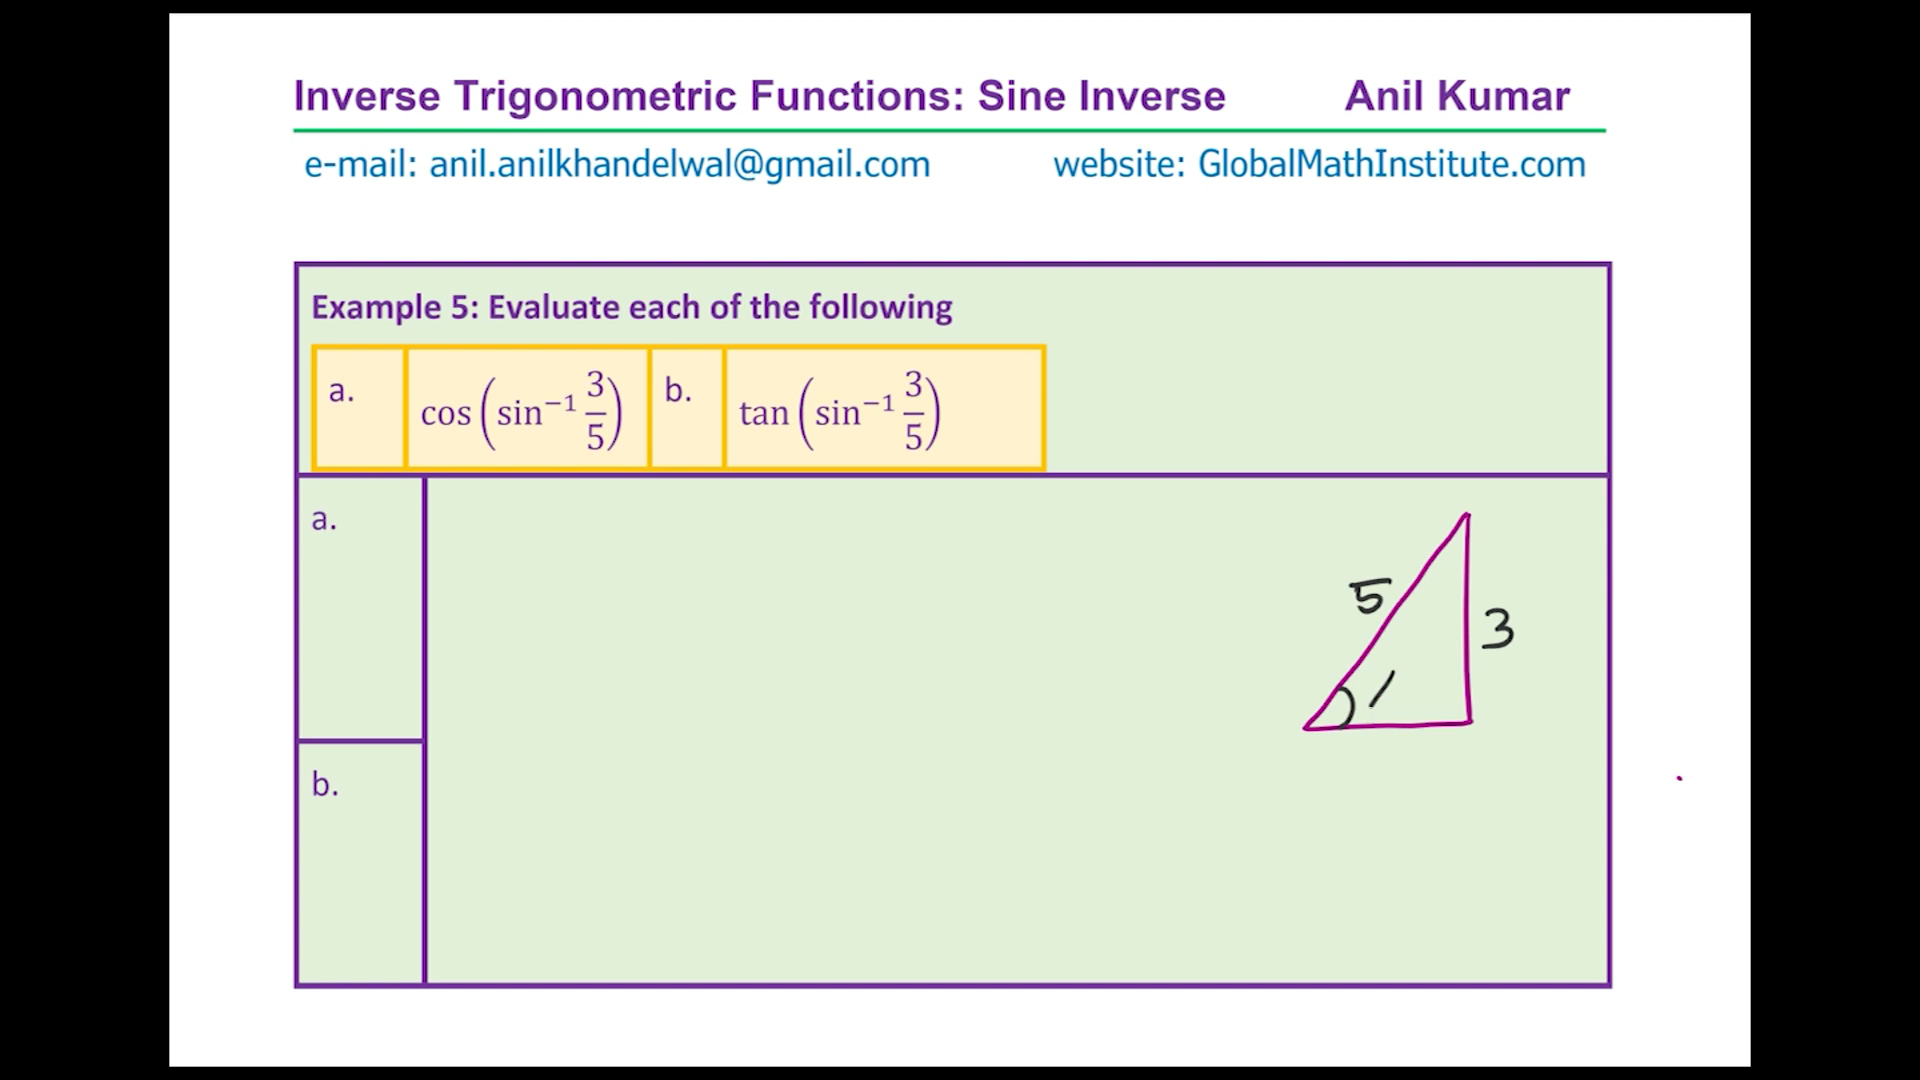 Inverse Trigonometric Functions: Sine Inverse Anil Kumar
e-mail: anil.anilkhandelwal@gmail.com website: GlobalMathInstitute.com
Example 5: Evaluate each of the following
a. cos(sin⁻¹ 3/5) b. tan(sin⁻¹ 3/5)
a.
5
3
b.